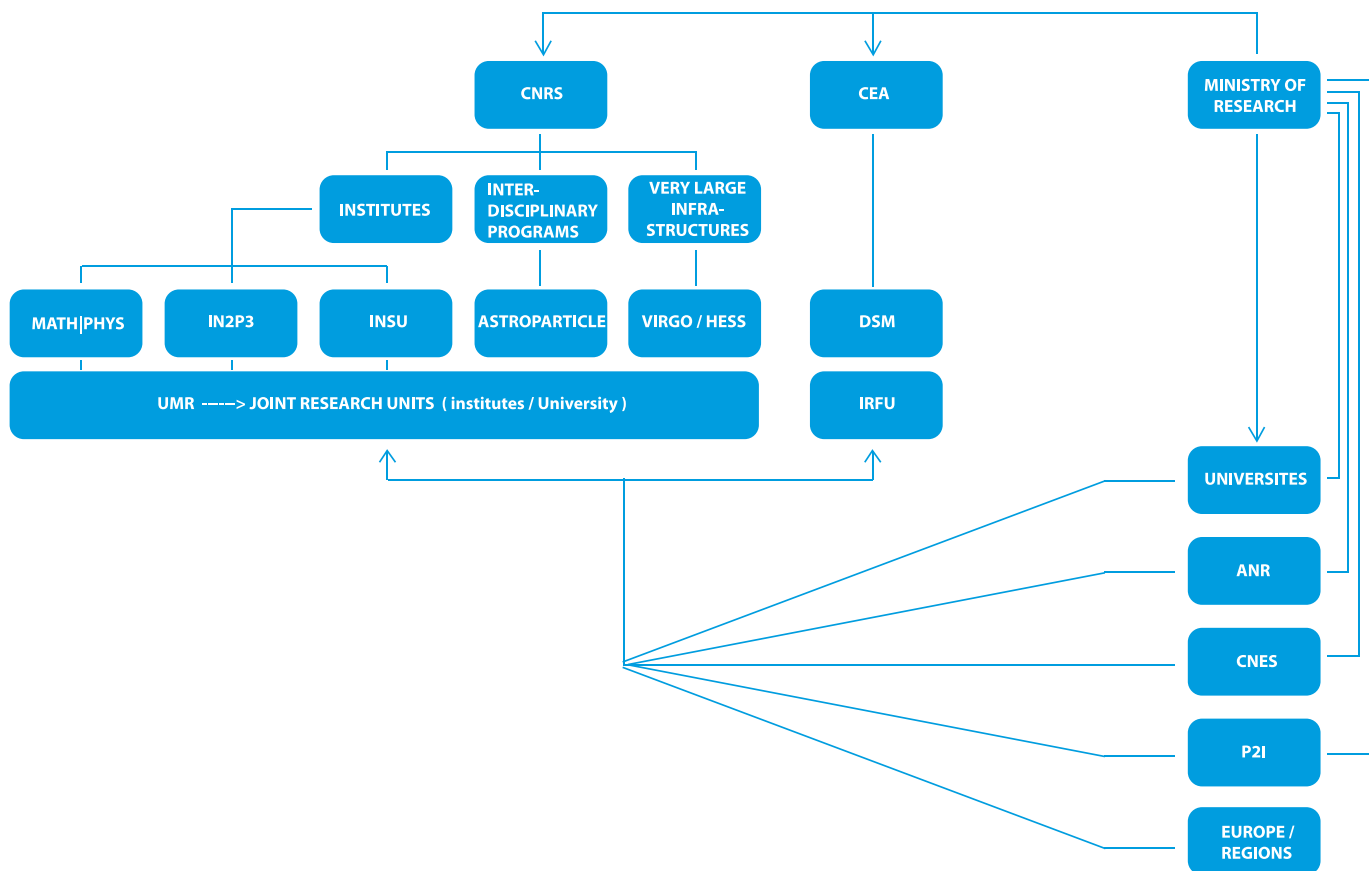 CNRS
CEA
MINISTRY OF
RESEARCH
INSTITUTES
INTER-
DISCIPLINARY
PROGRAMS
VERY LARGE
INFRA-
STRUCTURES
MATH|PHYS
IN2P3
INSU
ASTROPARTICLE
VIRGO / HESS
DSM
UMR -----> JOINT RESEARCH UNITS ( institutes / University )
IRFU
UNIVERSITES
ANR
CNES
P2I
EUROPE /
REGIONS